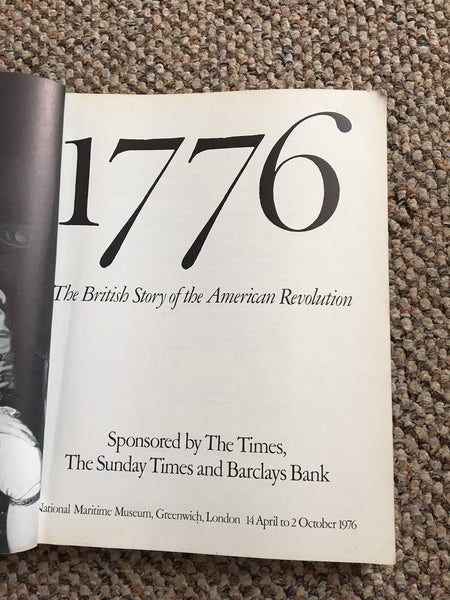 1776
The British Story of the American Revolution
Sponsored by The Times,
The Sunday Times and Barclays Bank
National Maritime Museum, Greenwich, London 14 April to 2 October 1976